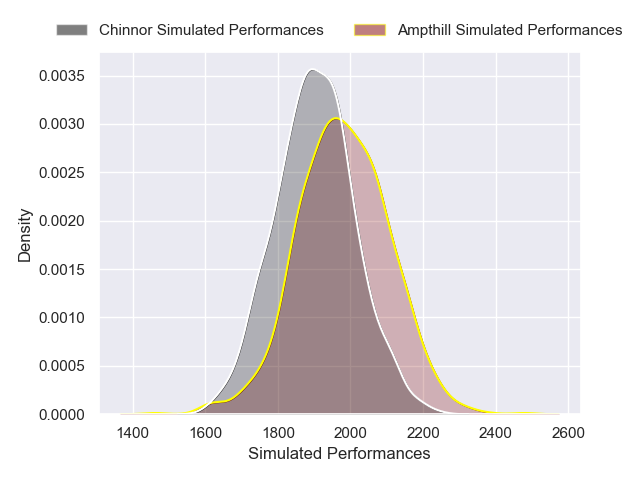 Chinnor Simulated Performances
Ampthill Simulated Performances
0.0035
0.0030
0.0025
0.0020
0.0015
0.0010
0.0005
0.0000
Density
1400 1600 1800 2000 2200 2400 2600
Simulated Performances